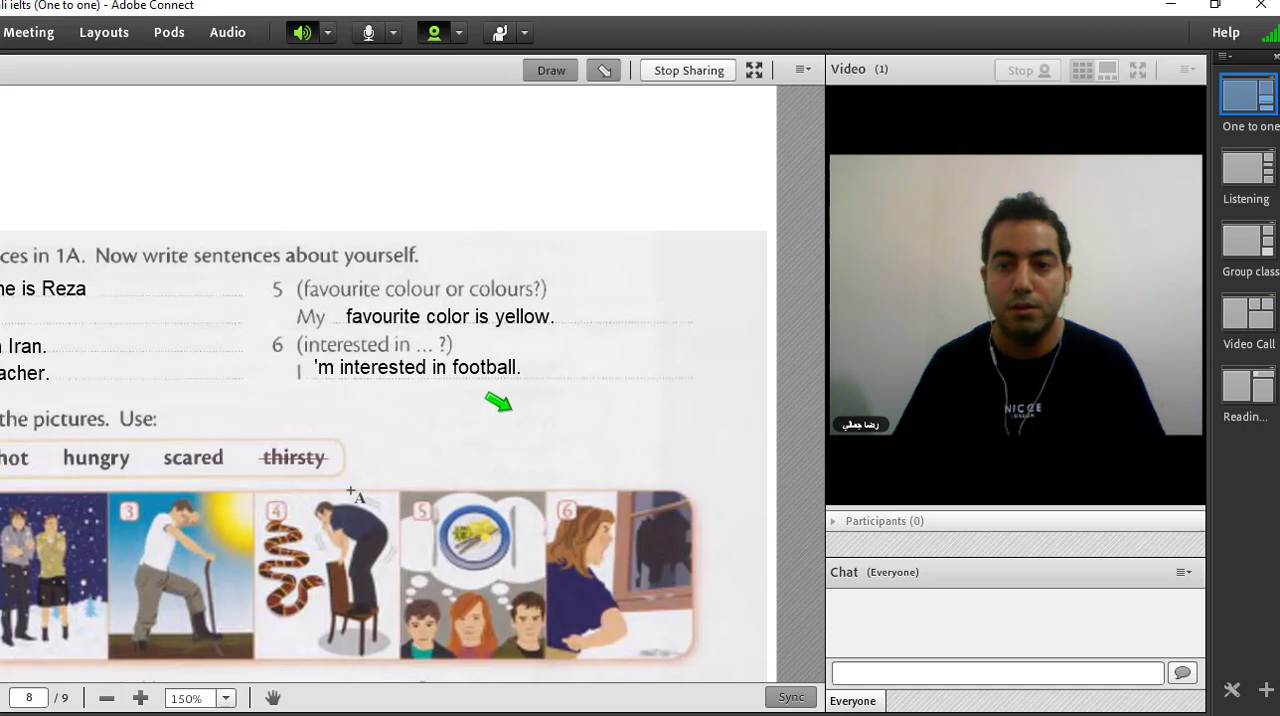 li ielts (One to one) - Adobe Connect
Meeting Layouts Pods Audio Help
Draw Stop Sharing
Video (1) Stop
One to one
Listening
Group class
Video Call
Readin...
رضا جمالي
NICCE
ces in 1A. Now write sentences about yourself.
ne is Reza
Iran.
acher.
5 (favourite colour or colours?)
My favourite color is yellow.
6 (interested in ... ?)
I 'm interested in football.
the pictures. Use:
hot hungry scared thirsty
A
3 4 5 6
Participants (0)
Chat (Everyone)
8 / 9 150% Sync
Everyone